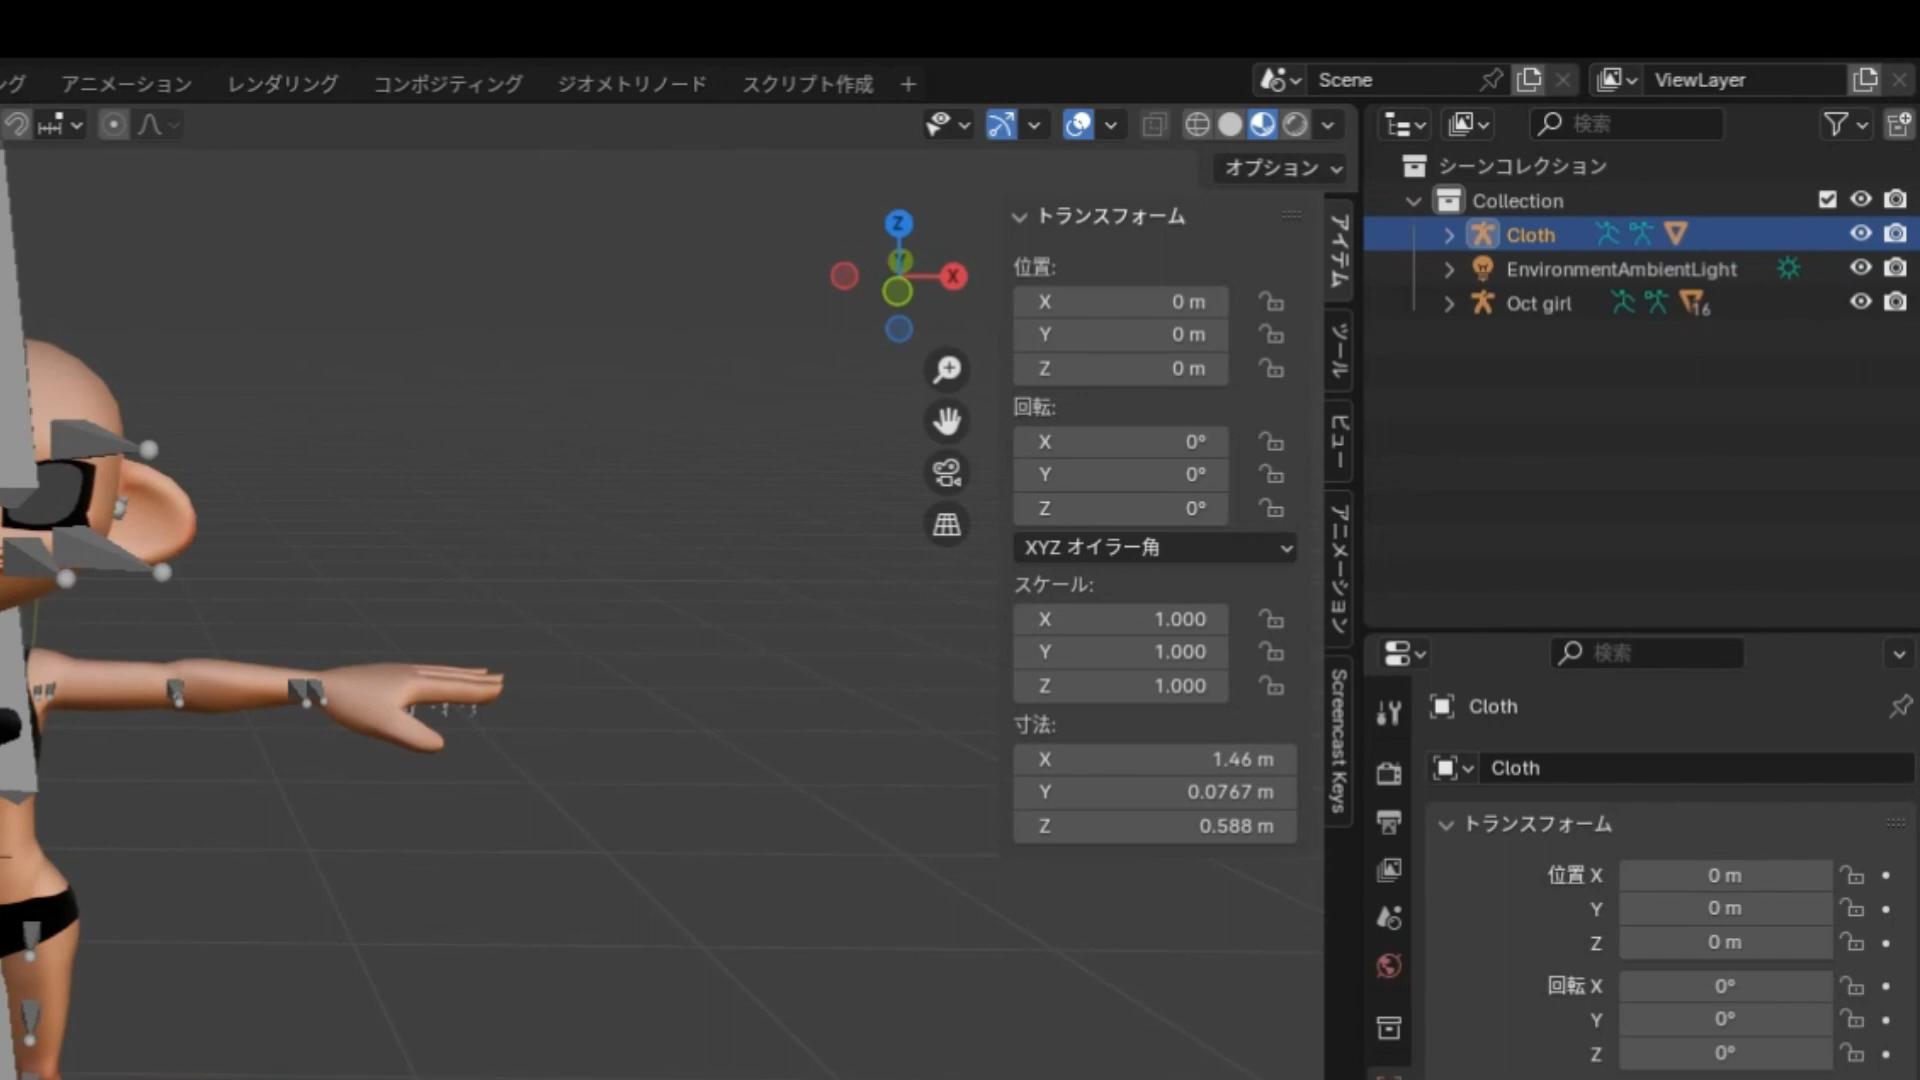 ング アニメーション レンダリング コンポジティング ジオメトリノード スクリプト作成 +
Scene
ViewLayer
オプション
Z
Y
X
トランスフォーム
位置:
X 0 m
Y 0 m
Z 0 m
回転:
X 0°
Y 0°
Z 0°
XYZ オイラー角
スケール:
X 1.000
Y 1.000
Z 1.000
寸法:
X 1.46 m
Y 0.0767 m
Z 0.588 m
アイテム
ツール
ビュー
アニメーション
Screencast Keys
検索
シーンコレクション
Collection
Cloth
EnvironmentAmbientLight
Oct girl 16
検索
Cloth
Cloth
トランスフォーム
位置 X 0 m
Y 0 m
Z 0 m
回転 X 0°
Y 0°
Z 0°